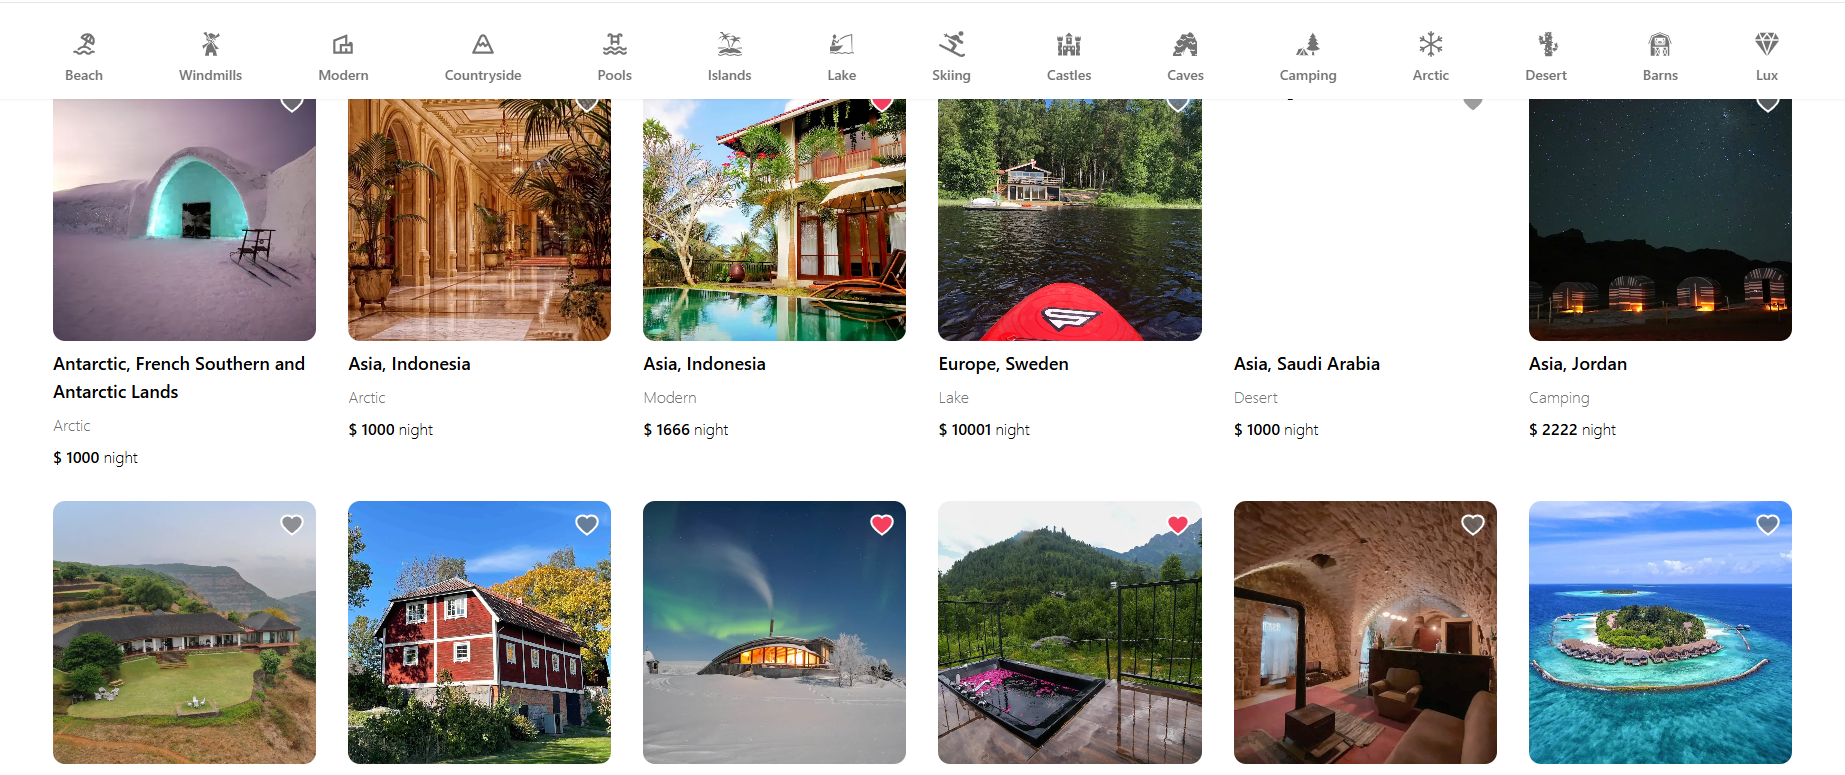 Beach
Windmills
Modern
Countryside
Pools
Islands
Lake
Skiing
Castles
Caves
Camping
Arctic
Desert
Barns
Lux
Antarctic, French Southern and
Antarctic Lands
Arctic
$ 1000 night
Asia, Indonesia
Arctic
$ 1000 night
Asia, Indonesia
Modern
$ 1666 night
Europe, Sweden
Lake
$ 10001 night
Asia, Saudi Arabia
Desert
$ 1000 night
Asia, Jordan
Camping
$ 2222 night